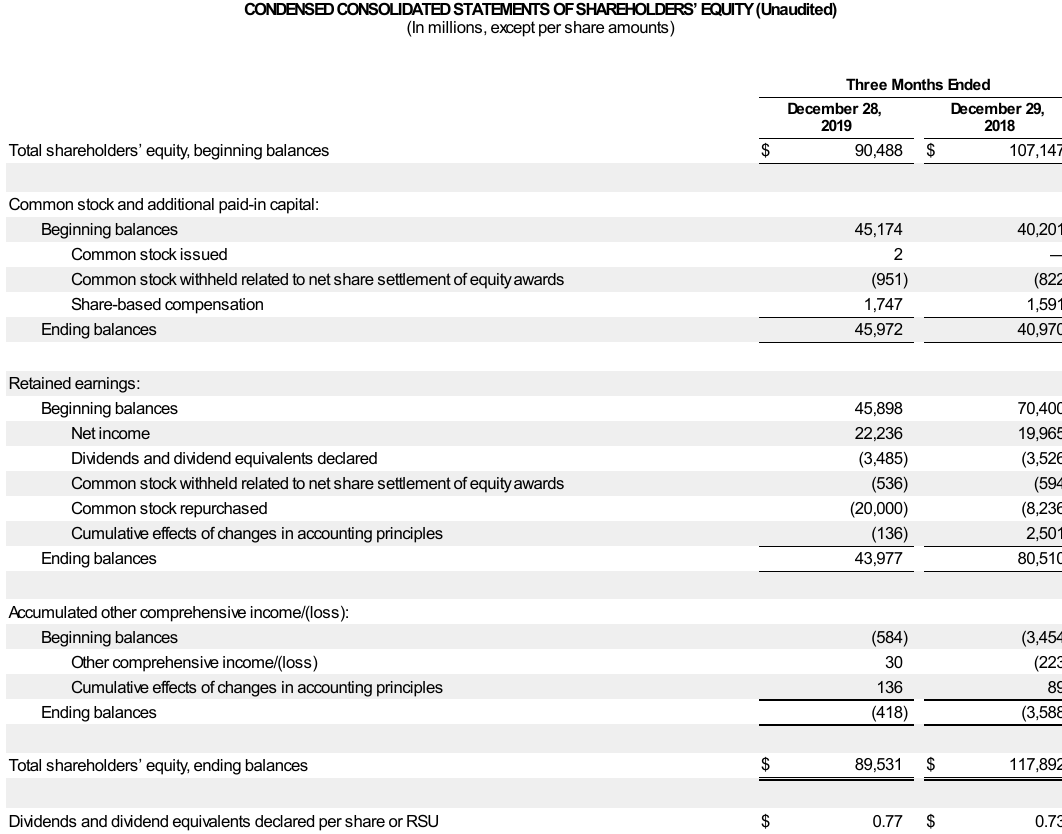 CONDENSED CONSOLIDATED STATEMENTS OF SHAREHOLDERS’ EQUITY (Unaudited)
(In millions, except per share amounts)
Three Months Ended
December 28, 2019 December 29, 2018
Total shareholders’ equity, beginning balances $ 90,488 $ 107,147
Common stock and additional paid-in capital:
Beginning balances 45,174 40,201
Common stock issued 2 —
Common stock withheld related to net share settlement of equity awards (951) (822
Share-based compensation 1,747 1,591
Ending balances 45,972 40,970
Retained earnings:
Beginning balances 45,898 70,400
Net income 22,236 19,965
Dividends and dividend equivalents declared (3,485) (3,526
Common stock withheld related to net share settlement of equity awards (536) (594
Common stock repurchased (20,000) (8,236
Cumulative effects of changes in accounting principles (136) 2,501
Ending balances 43,977 80,510
Accumulated other comprehensive income/(loss):
Beginning balances (584) (3,454
Other comprehensive income/(loss) 30 (223
Cumulative effects of changes in accounting principles 136 89
Ending balances (418) (3,588
Total shareholders’ equity, ending balances $ 89,531 $ 117,892
Dividends and dividend equivalents declared per share or RSU $ 0.77 $ 0.73